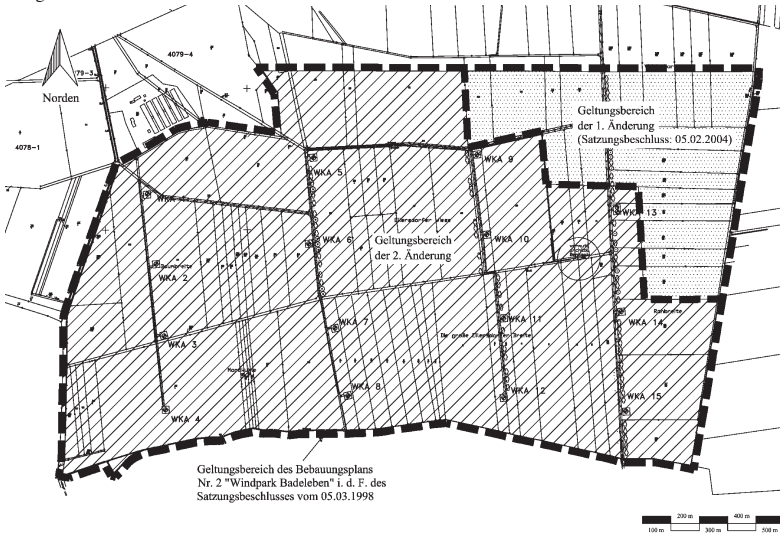 4079-4
79-3
Norden
4078-1
Geltungsbereich
der 1. Änderung
(Satzungsbeschluss: 05.02.2004)
WKA 5
WKA 9
WKA 13
WKA 6
WKA 10
Geltungsbereich
der 2. Änderung
WKA 2
WKA 7
WKA 11
WKA 14
WKA 3
WKA 8
WKA 12
WKA 15
WKA 4
Geltungsbereich des Bebauungsplans
Nr. 2 "Windpark Badeleben" i. d. F. des
Satzungsbeschlusses vom 05.03.1998
200 m
400 m
100 m
300 m
500 m